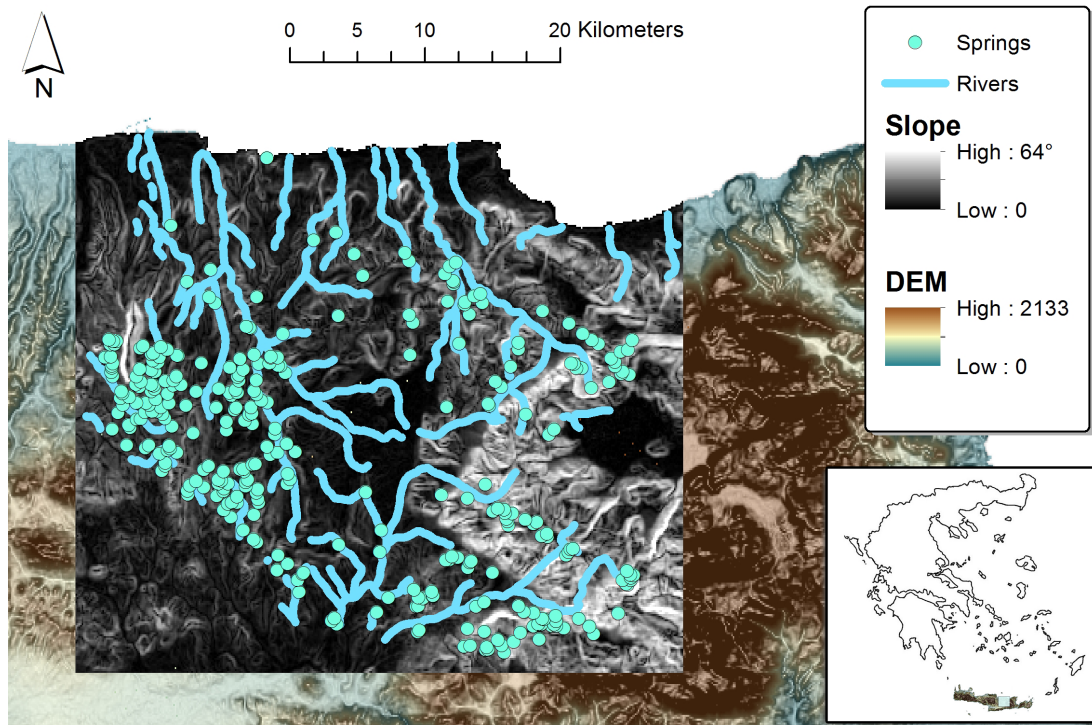 0 5 10 20 Kilometers
N
Springs
Rivers
Slope
High : 64°
Low : 0
DEM
High : 2133
Low : 0